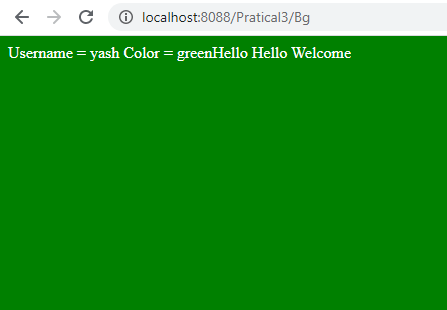 localhost:8088/Pratical3/Bg
Username = yash Color = greenHello Hello Welcome